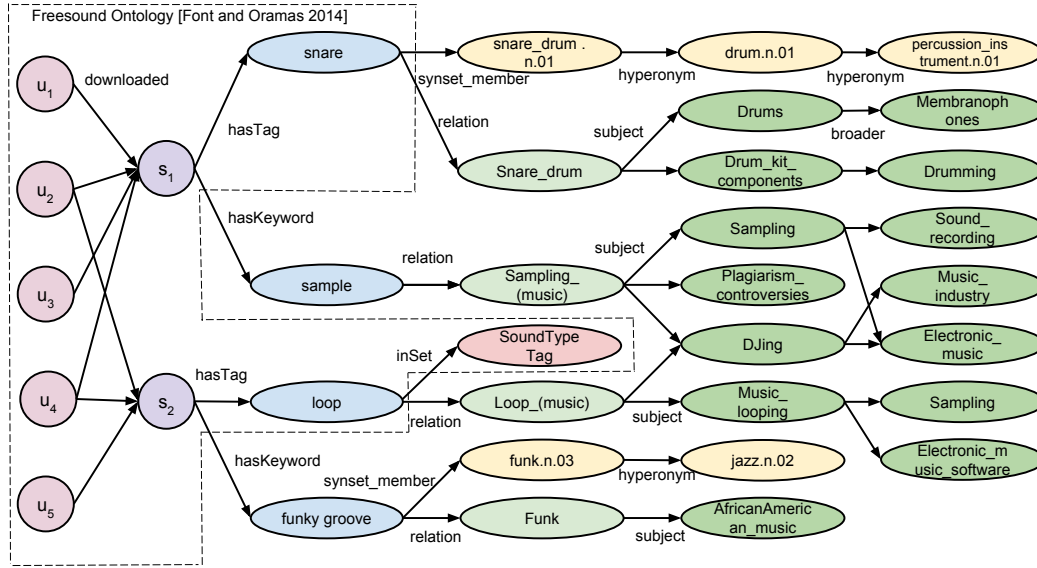 Freesound Ontology [Font and Oramas 2014]
u1
u2
u3
u4
u5
downloaded
s1
s2
hasTag
hasKeyword
hasTag
hasKeyword
snare
sample
loop
funky groove
synset_member
relation
relation
inSet
relation
synset_member
relation
snare_drum .
n.01
Snare_drum
Sampling_
(music)
SoundType
Tag
Loop_(music)
funk.n.03
Funk
hyperonym
subject
subject
subject
hyperonym
subject
drum.n.01
Drums
Drum_kit_
components
Sampling
Plagiarism_
controversies
DJing
Music_
looping
jazz.n.02
AfricanAmeric
an_music
hyperonym
broader
percussion_ins
trument.n.01
Membranoph
ones
Drumming
Sound_
recording
Music_
industry
Electronic_
music
Sampling
Electronic_m
usic_software